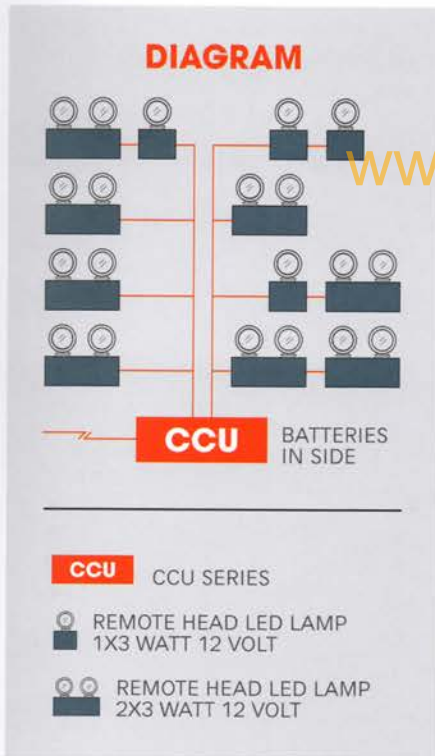 DIAGRAM
WW
CCU
BATTERIES
IN SIDE
CCU
CCU SERIES
REMOTE HEAD LED LAMP
1X3 WATT 12 VOLT
REMOTE HEAD LED LAMP
2X3 WATT 12 VOLT